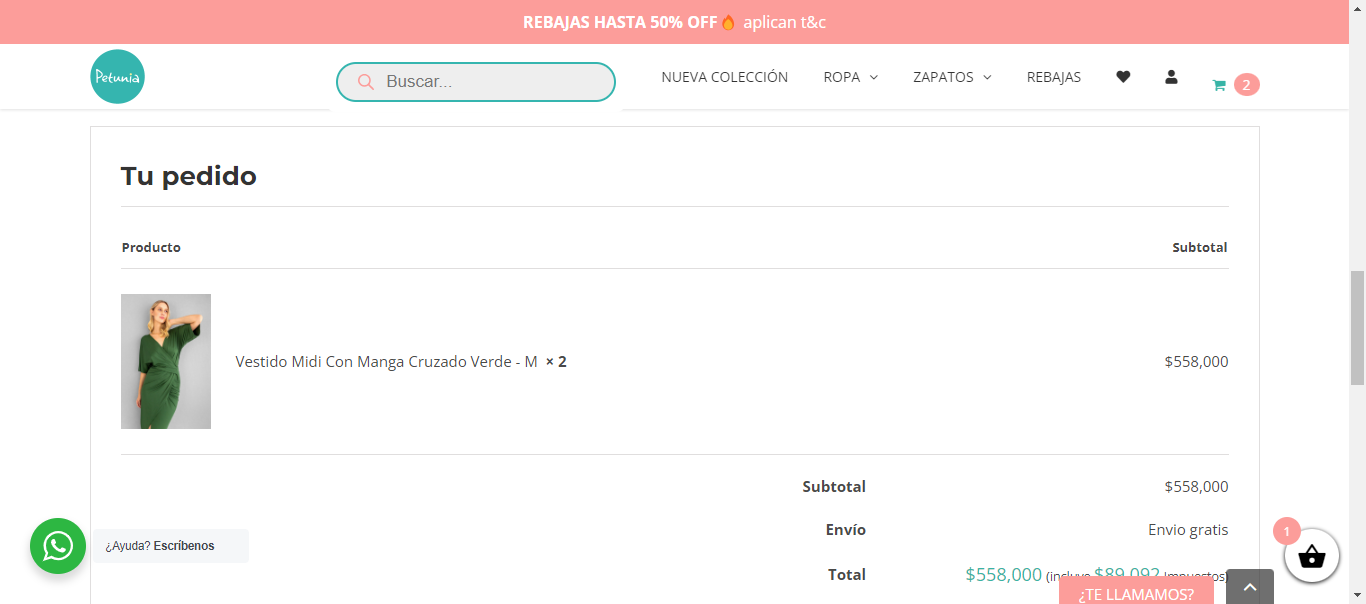 REBAJAS HASTA 50% OFF🔥 aplican t&c
Petunia
Buscar...
NUEVA COLECCIÓN
ROPA
ZAPATOS
REBAJAS
2
Tu pedido
Producto
Subtotal
Vestido Midi Con Manga Cruzado Verde - M × 2
$558,000
Subtotal
$558,000
Envío
Envio gratis
¿Ayuda? Escríbenos
1
Total
$558,000 (incluye $89,092 Impuestos)
¿TE LLAMAMOS?